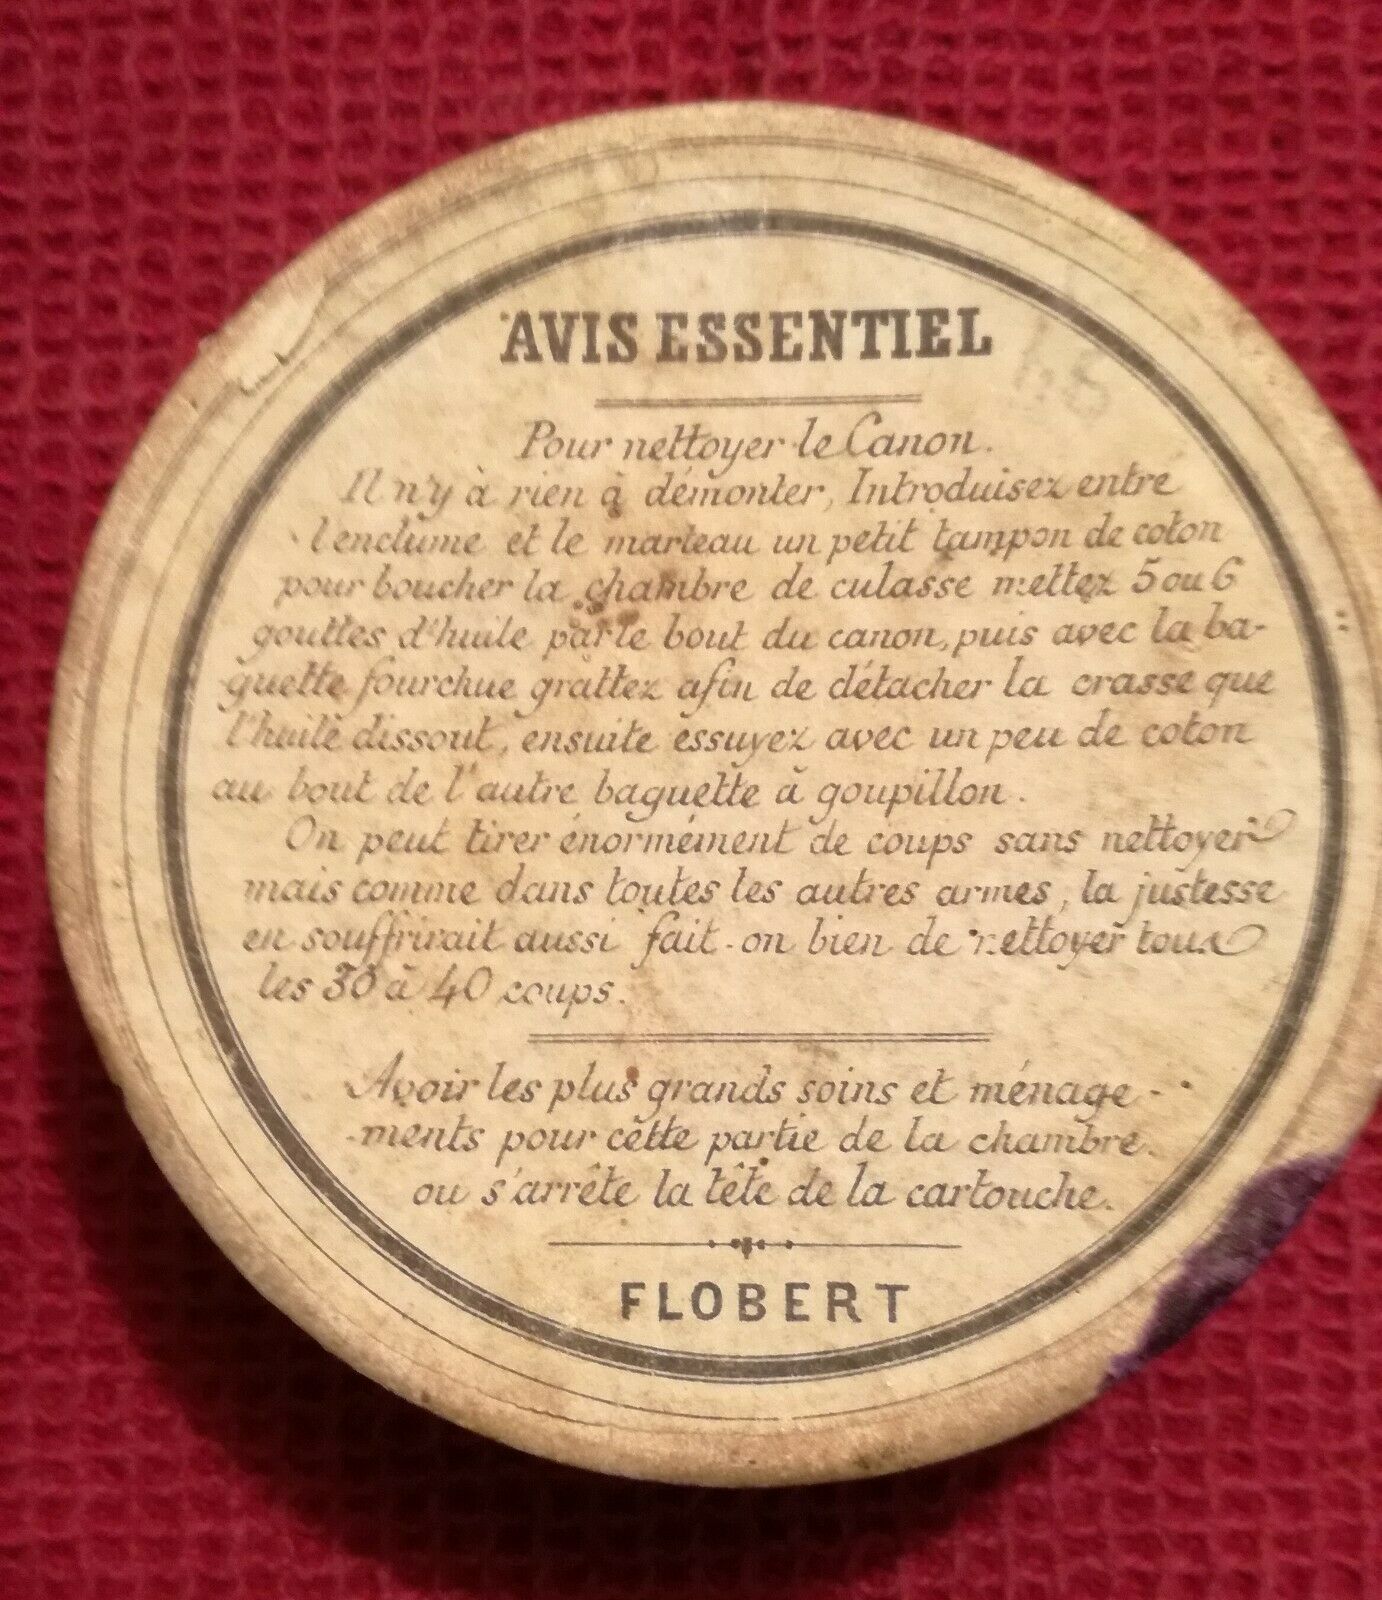 AVIS ESSENTIEL
Pour nettoyer le Canon.
Il n'y à rien à démonter, Introduisez entre
l'enclume et le marteau un petit tampon de coton
pour boucher la chambre de culasse mettez 5 ou 6
gouttes d'huile par le bout du canon, puis avec la ba-
guette fourchue grattez afin de détacher la crasse que
l'huile dissout, ensuite essuyez avec un peu de coton
au bout de l'autre baguette à goupillon.
On peut tirer énormément de coups sans nettoyer
mais comme dans toutes les autres armes, la justesse
en souffrirait aussi fait-on bien de nettoyer tous
les 30 à 40 coups.
Avoir les plus grands soins et ménage-
-ments pour cette partie de la chambre.
ou s'arrête la tête de la cartouche.
FLOBERT